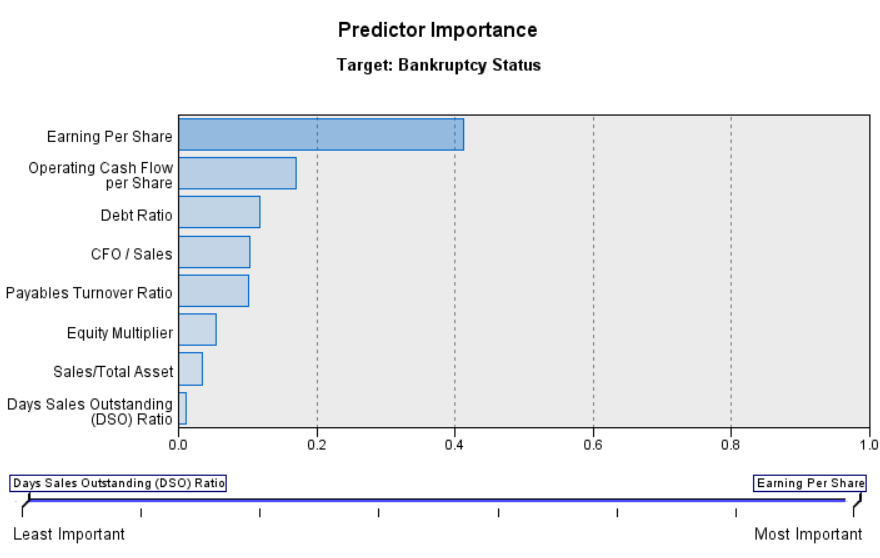 Predictor Importance
Target: Bankruptcy Status
Earning Per Share
Operating Cash Flow
per Share
Debt Ratio
CFO / Sales
Payables Turnover Ratio
Equity Multiplier
Sales/Total Asset
Days Sales Outstanding
(DSO) Ratio
0.0 0.2 0.4 0.6 0.8 1.0
Days Sales Outstanding (DSO) Ratio Earning Per Share
Least Important Most Important